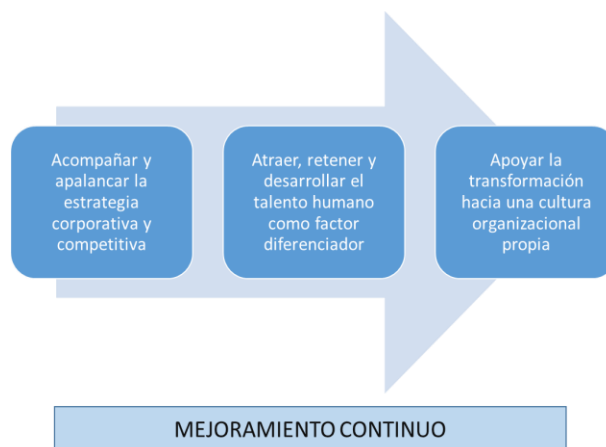 Acompañar y
apalancar la
estrategia
corporativa y
competitiva
Atraer, retener y
desarrollar el
talento humano
como factor
diferenciador
Apoyar la
transformación
hacia una cultura
organizacional
propia
MEJORAMIENTO CONTINUO